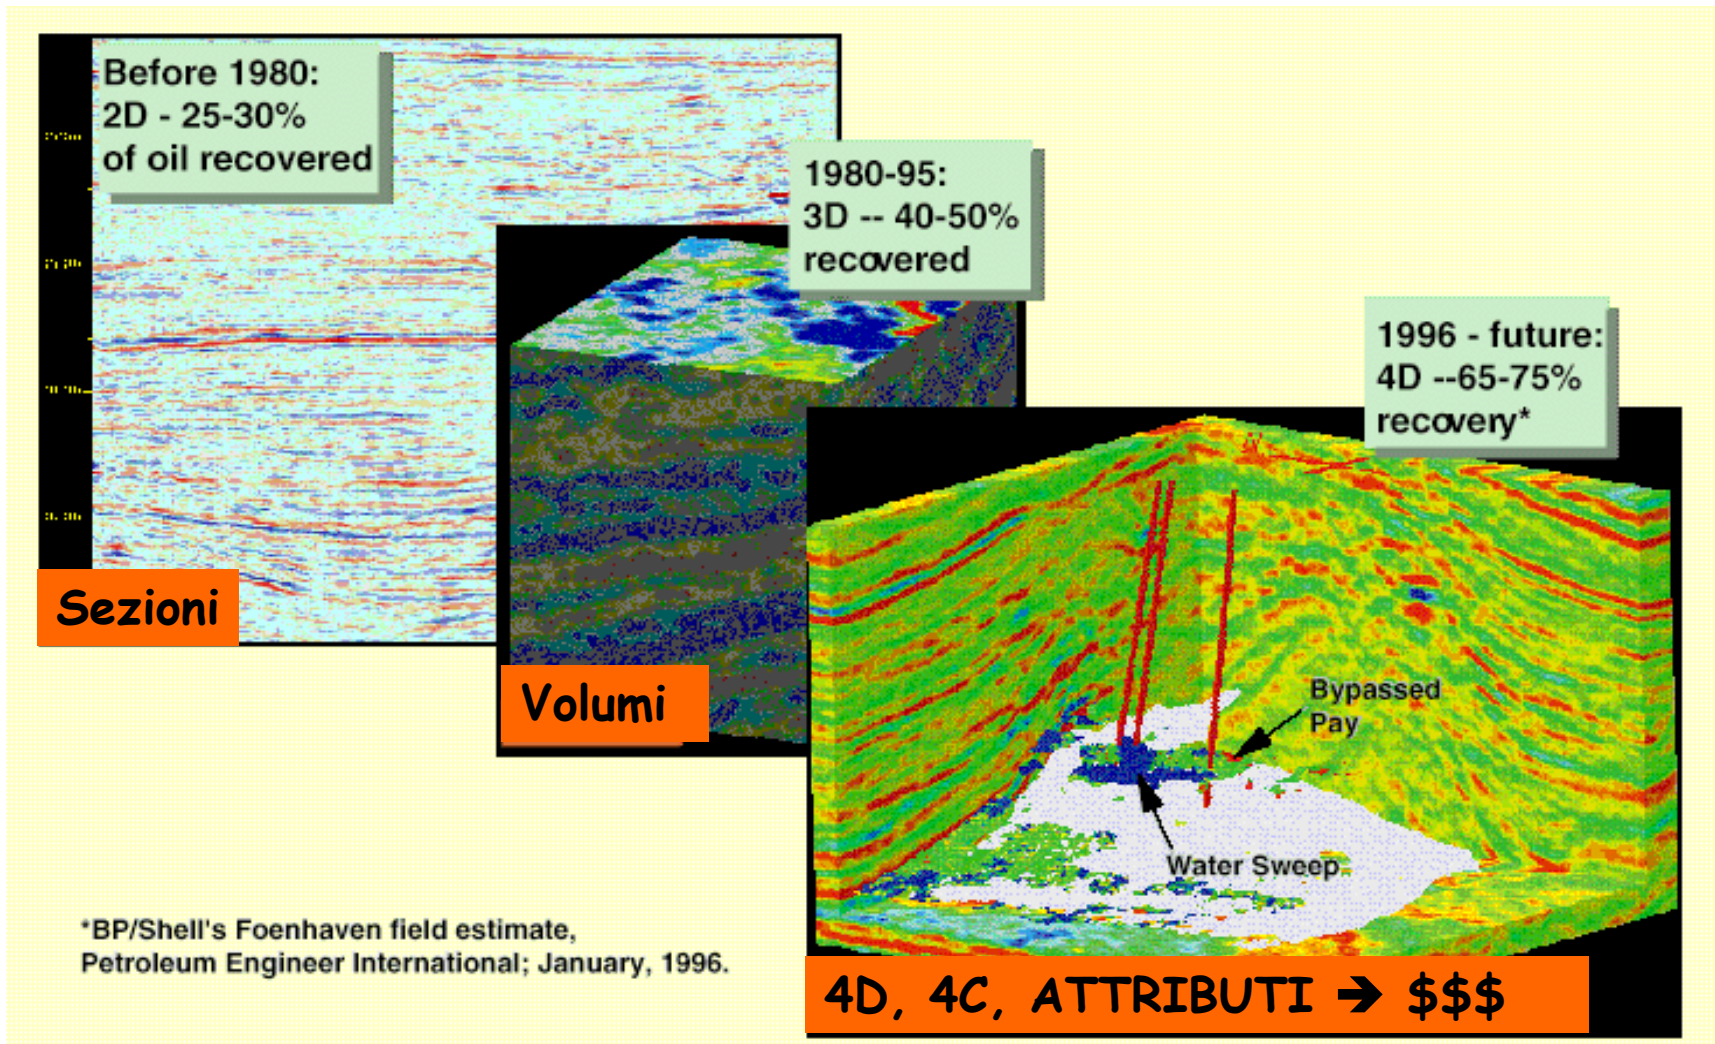 Before 1980:
2D - 25-30%
of oil recovered
1980-95:
3D -- 40-50%
recovered
1996 - future:
4D --65-75%
recovery*
Sezioni
Volumi
Bypassed
Pay
Water Sweep
*BP/Shell's Foenhaven field estimate,
Petroleum Engineer International; January, 1996.
4D, 4C, ATTRIBUTI ➔ $$$